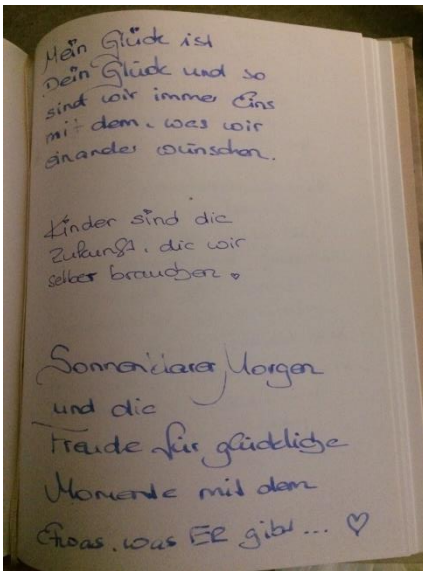 Mein Glück ist
Dein Glück und so
sind wir immer Eins
mit dem, was wir
einander wünschen.
Kinder sind die
Zukunft, die wir
selber brauchen.
Sonnenklarer Morgen
und die
Freude für glückliche
Momente mit dem
Etwas, was ER gibt... ♡